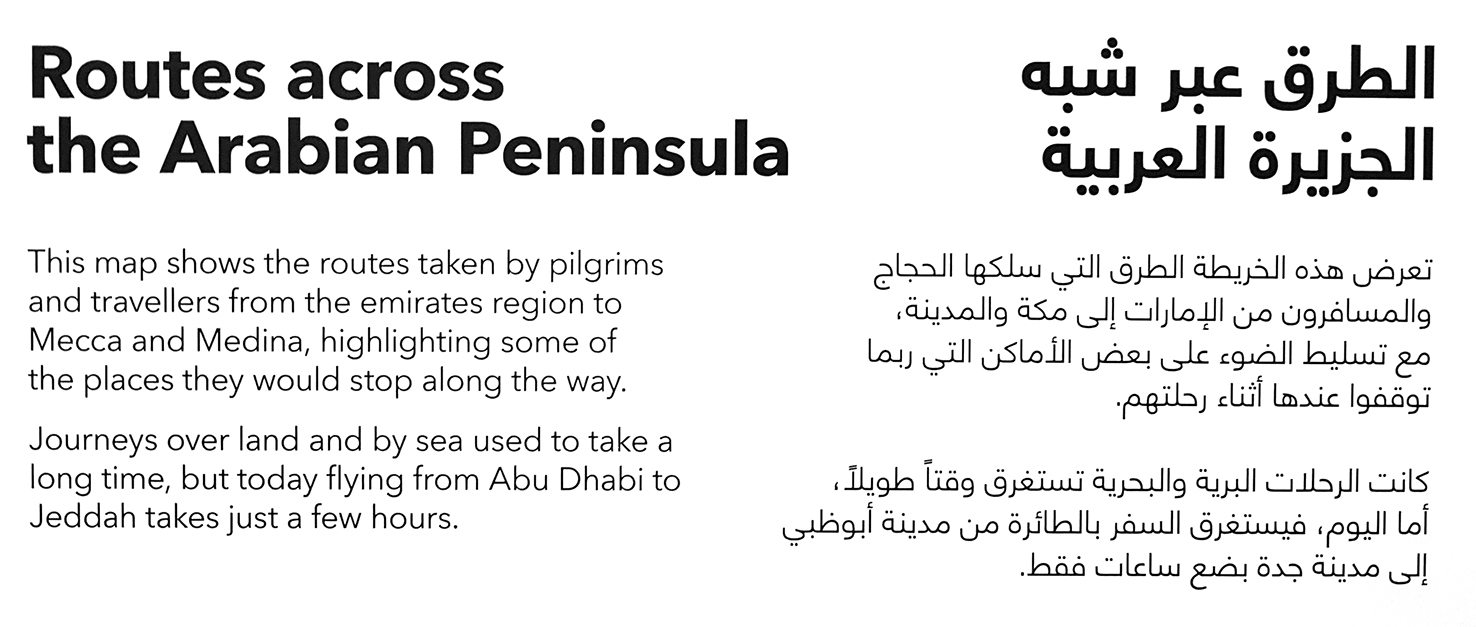 Routes across
the Arabian Peninsula
This map shows the routes taken by pilgrims
and travellers from the emirates region to
Mecca and Medina, highlighting some of
the places they would stop along the way.
Journeys over land and by sea used to take a
long time, but today flying from Abu Dhabi to
Jeddah takes just a few hours.
الطرق عبر شبه
الجزيرة العربية
تعرض هذه الخريطة الطرق التي سلكها الحجاج
والمسافرون من الإمارات إلى مكة والمدينة،
مع تسليط الضوء على بعض الأماكن التي ربما
توقفوا عندها أثناء رحلتهم.
كانت الرحلات البرية والبحرية تستغرق وقتاً طويلاً،
أما اليوم، فيستغرق السفر بالطائرة من مدينة أبوظبي
إلى مدينة جدة بضع ساعات فقط.